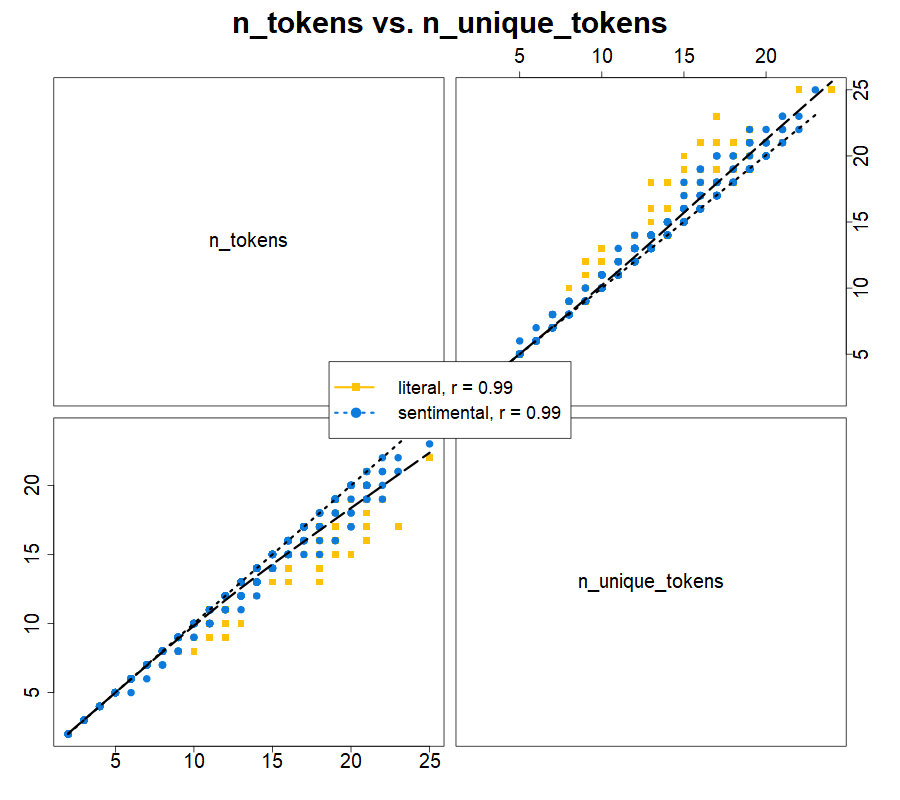 n_tokens vs. n_unique_tokens
5 10 15 20
n_tokens
25
20
15
10
5
literal, r = 0.99
sentimental, r = 0.99
20
15
10
5
n_unique_tokens
5 10 15 20 25